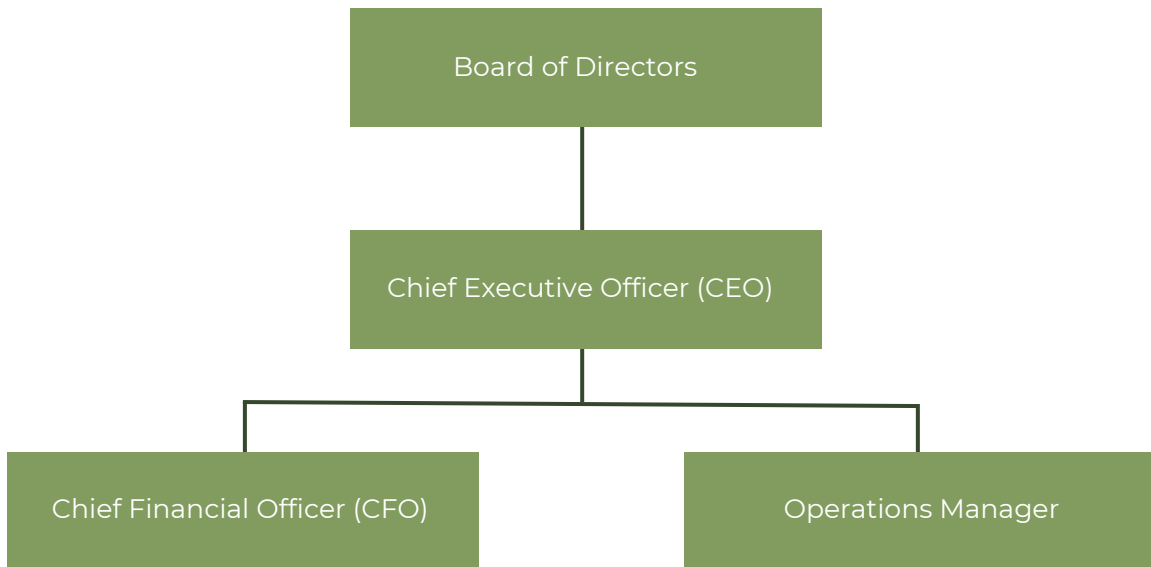 Board of Directors
Chief Executive Officer (CEO)
Chief Financial Officer (CFO)
Operations Manager